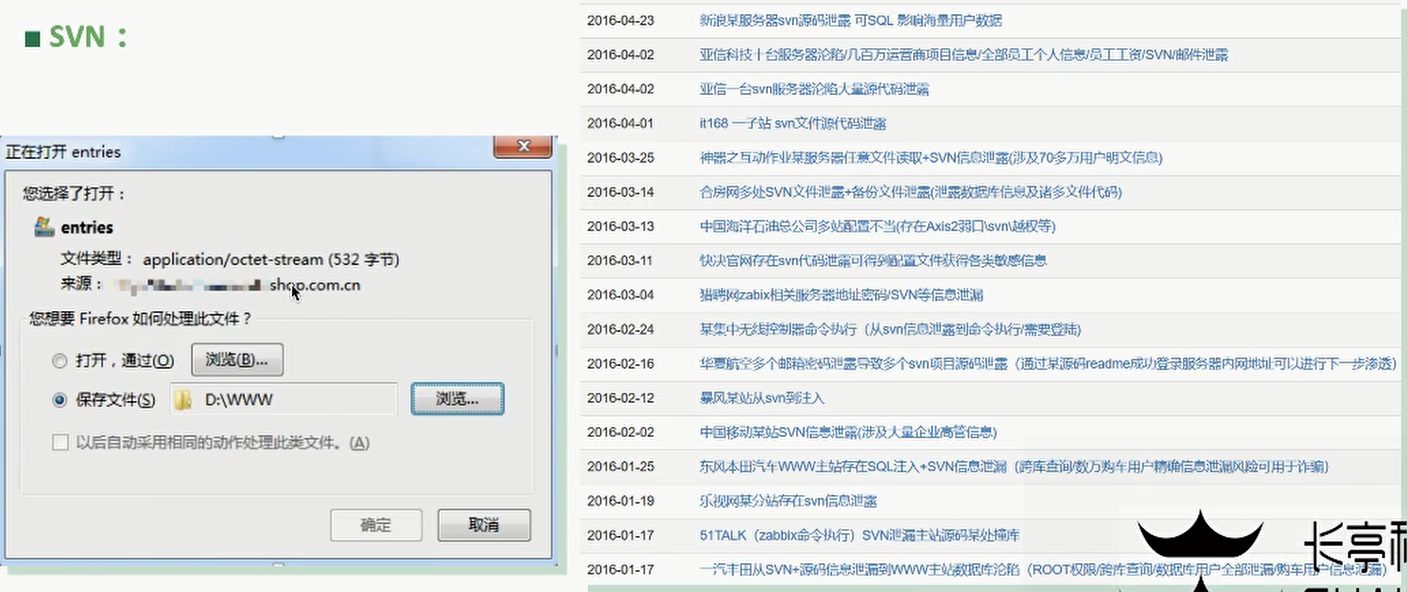 SVN：
正在打开 entries
您选择了打开：
entries
文件类型： application/octet-stream (532 字节)
来源： shop.com.cn
您想要 Firefox 如何处理此文件？
打开，通过(O) 浏览(B)...
保存文件(S) D:\WWW 浏览...
以后自动采用相同的动作处理此类文件。(A)
确定 取消
2016-04-23 新浪某服务器svn源码泄露 可SQL 影响海量用户数据
2016-04-02 亚信科技十台服务器沦陷/几百万运营商项目信息/全部员工个人信息/员工工资/SVN/邮件泄露
2016-04-02 亚信一台svn服务器沦陷大量源代码泄露
2016-04-01 it168 一子站 svn文件源代码泄露
2016-03-25 神器之互动作业某服务器任意文件读取+SVN信息泄露(涉及70多万用户明文信息)
2016-03-14 合房网多处SVN文件泄露+备份文件泄露(泄露数据库信息及诸多文件代码)
2016-03-13 中国海洋石油总公司多站配置不当(存在Axis2弱口\svn\越权等)
2016-03-11 快决官网存在svn代码泄露可得到配置文件获得各类敏感信息
2016-03-04 猎聘网zabix相关服务器地址密码/SVN等信息泄漏
2016-02-24 某集中无线控制器命令执行（从svn信息泄露到命令执行/需要登陆)
2016-02-16 华夏航空多个邮箱密码泄露导致多个svn项目源码泄露（通过某源码readme成功登录服务器内网地址可以进行下一步渗透）
2016-02-12 暴风某站从svn到注入
2016-02-02 中国移动某站SVN信息泄露(涉及大量企业高管信息)
2016-01-25 东风本田汽车WWW主站存在SQL注入+SVN信息泄漏（跨库查询/数万购车用户精确信息泄漏风险可用于诈骗）
2016-01-19 乐视网某分站存在svn信息泄露
2016-01-17 51TALK（zabbix命令执行）SVN泄漏主站源码某处撞库
2016-01-17 一汽丰田从SVN+源码信息泄漏到WWW主站数据库沦陷（ROOT权限/跨库查询/数据库用户全部泄漏/购车用户信息泄漏）
长亭科